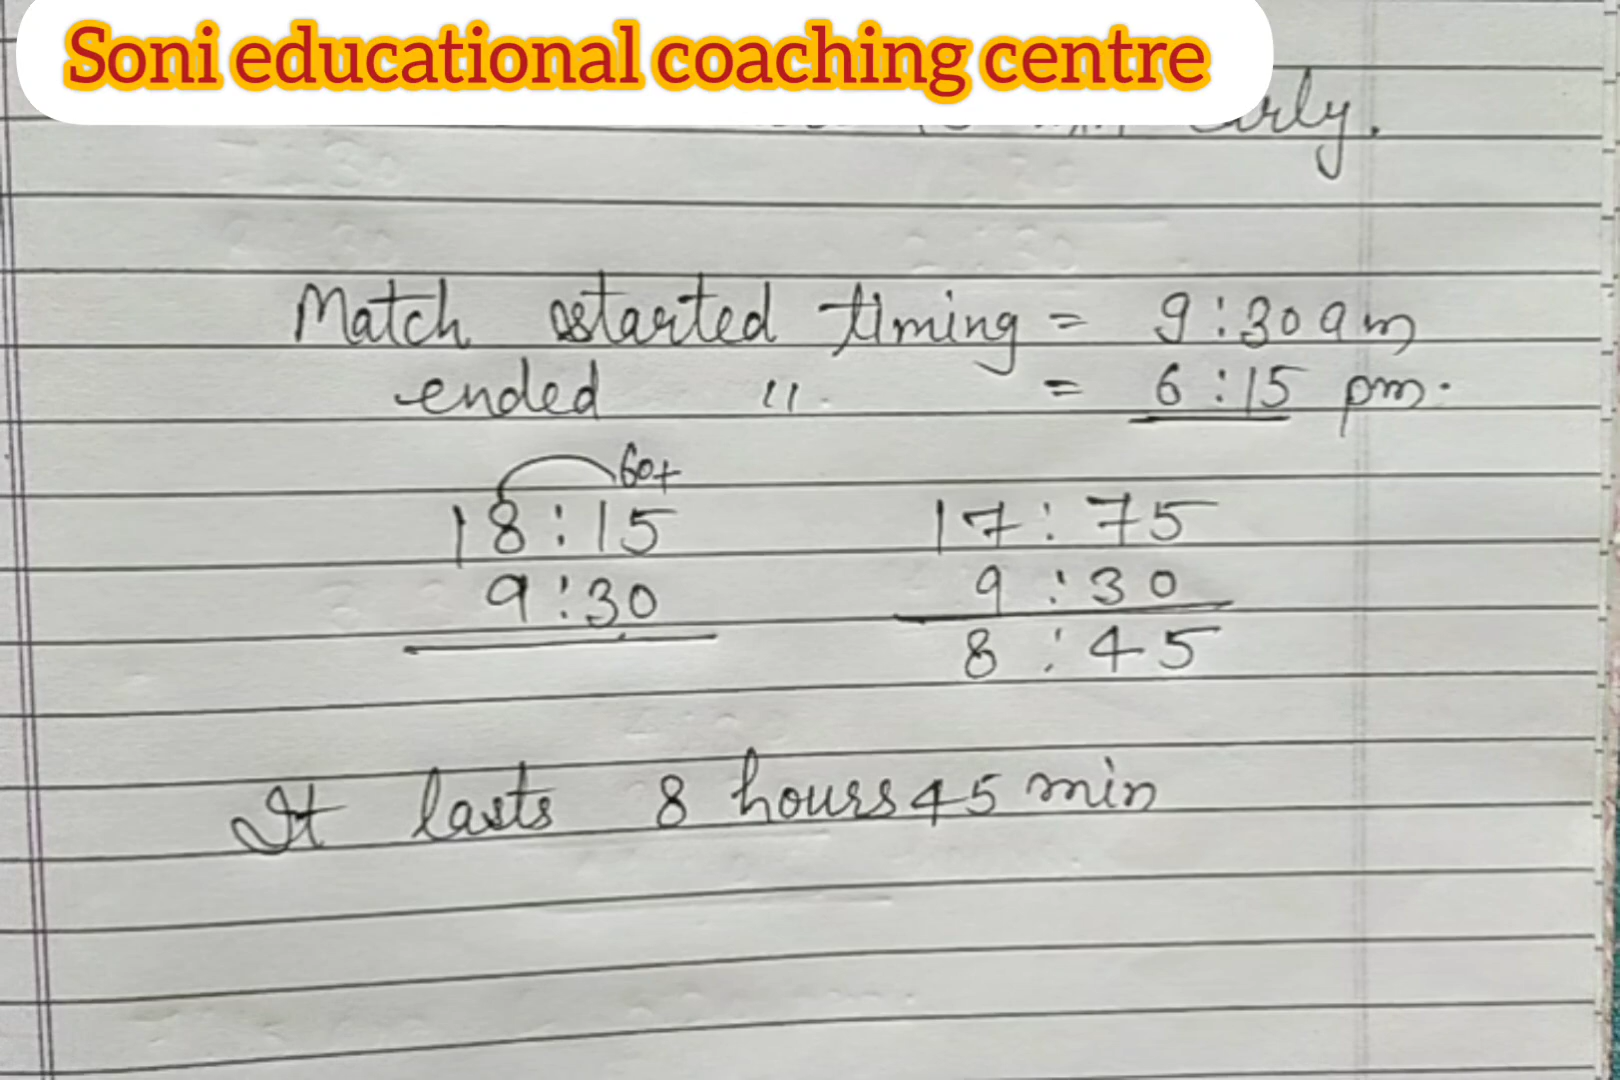 Soni educational coaching centre
early.
Match started timing = 9:30 am
ended " = 6:15 pm.
60+
18:15 17:75
9:30 9:30
8:45
It lasts 8 hours 45 min